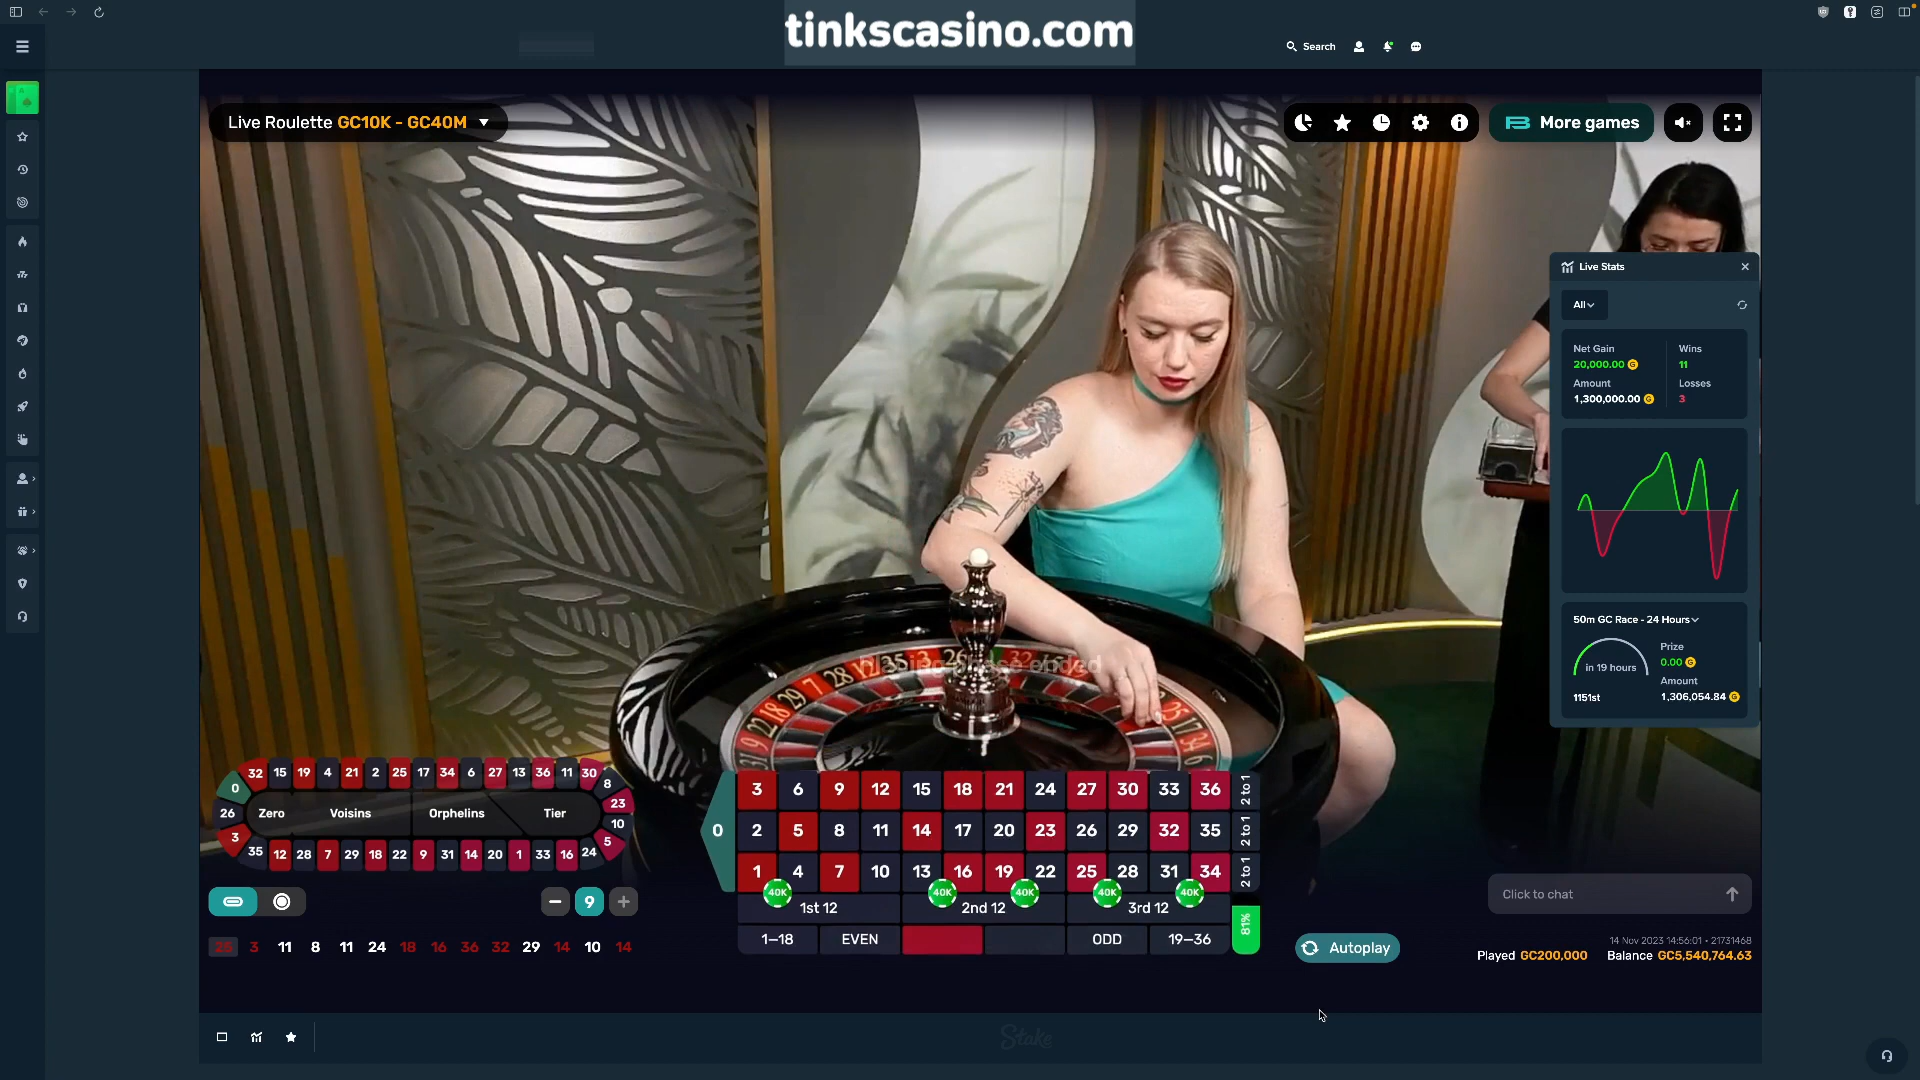 tinkscasino.com
Search
Live Roulette GC10K - GC40M
More games
Live Stats
All
Net Gain
20,000.00
Wins
11
Amount
1,300,000.00
Losses
3
50m GC Race - 24 Hours
in 19 hours
Prize
0.00
Amount
1,306,054.84
1151st
32 15 19 4 21 2 25 17 34 6 27 13 36 11 30
0 8
26 Zero Voisins Orphelins Tier 23
10
3 5
35 12 28 7 29 18 22 9 31 14 20 1 33 16 24
9
25 3 11 8 11 24 18 16 36 32 29 14 10 14
3 6 9 12 15 18 21 24 27 30 33 36 2 to 1
0 2 5 8 11 14 17 20 23 26 29 32 35 2 to 1
1 4 7 10 13 16 19 22 25 28 31 34 2 to 1
40K 40K 40K 40K 40K
1st 12 2nd 12 3rd 12
1–18 EVEN ODD 19–36
81%
Autoplay
Click to chat
14 Nov 2023 14:56:01 • 21731468
Played GC200,000 Balance GC5,540,764.63
Stake